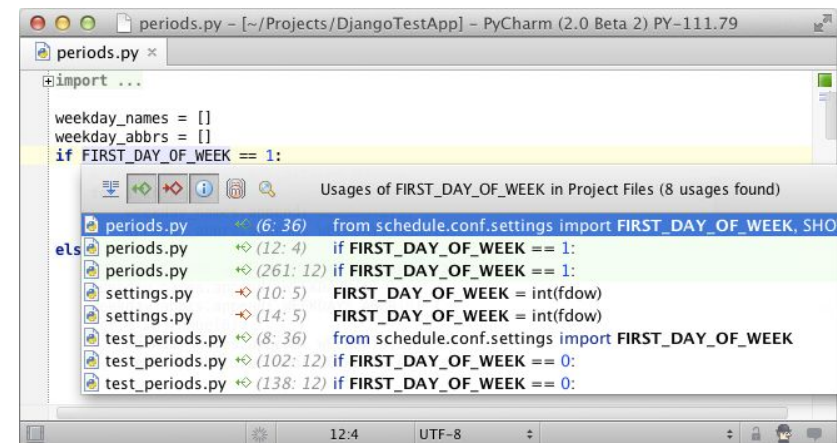 periods.py – [~/Projects/DjangoTestApp] – PyCharm (2.0 Beta 2) PY-111.79
periods.py ×
import ...
weekday_names = []
weekday_abbrs = []
if FIRST_DAY_OF_WEEK == 1:
Usages of FIRST_DAY_OF_WEEK in Project Files (8 usages found)
periods.py (6: 36) from schedule.conf.settings import FIRST_DAY_OF_WEEK, SHO
els periods.py (12: 4) if FIRST_DAY_OF_WEEK == 1:
periods.py (261: 12) if FIRST_DAY_OF_WEEK == 1:
settings.py (10: 5) FIRST_DAY_OF_WEEK = int(fdow)
settings.py (14: 5) FIRST_DAY_OF_WEEK = int(fdow)
test_periods.py (8: 36) from schedule.conf.settings import FIRST_DAY_OF_WEEK
test_periods.py (102: 12) if FIRST_DAY_OF_WEEK == 0:
test_periods.py (138: 12) if FIRST_DAY_OF_WEEK == 0:
12:4 UTF-8